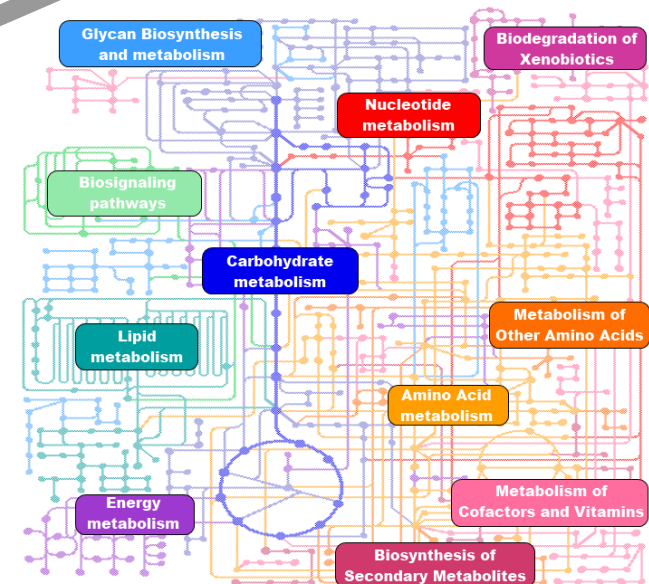 Glycan Biosynthesis
and metabolism
Biodegradation of
Xenobiotics
Nucleotide
metabolism
Biosignaling
pathways
Carbohydrate
metabolism
Metabolism of
Other Amino Acids
Lipid
metabolism
Amino Acid
metabolism
Metabolism of
Cofactors and Vitamins
Energy
metabolism
Biosynthesis of
Secondary Metabolites